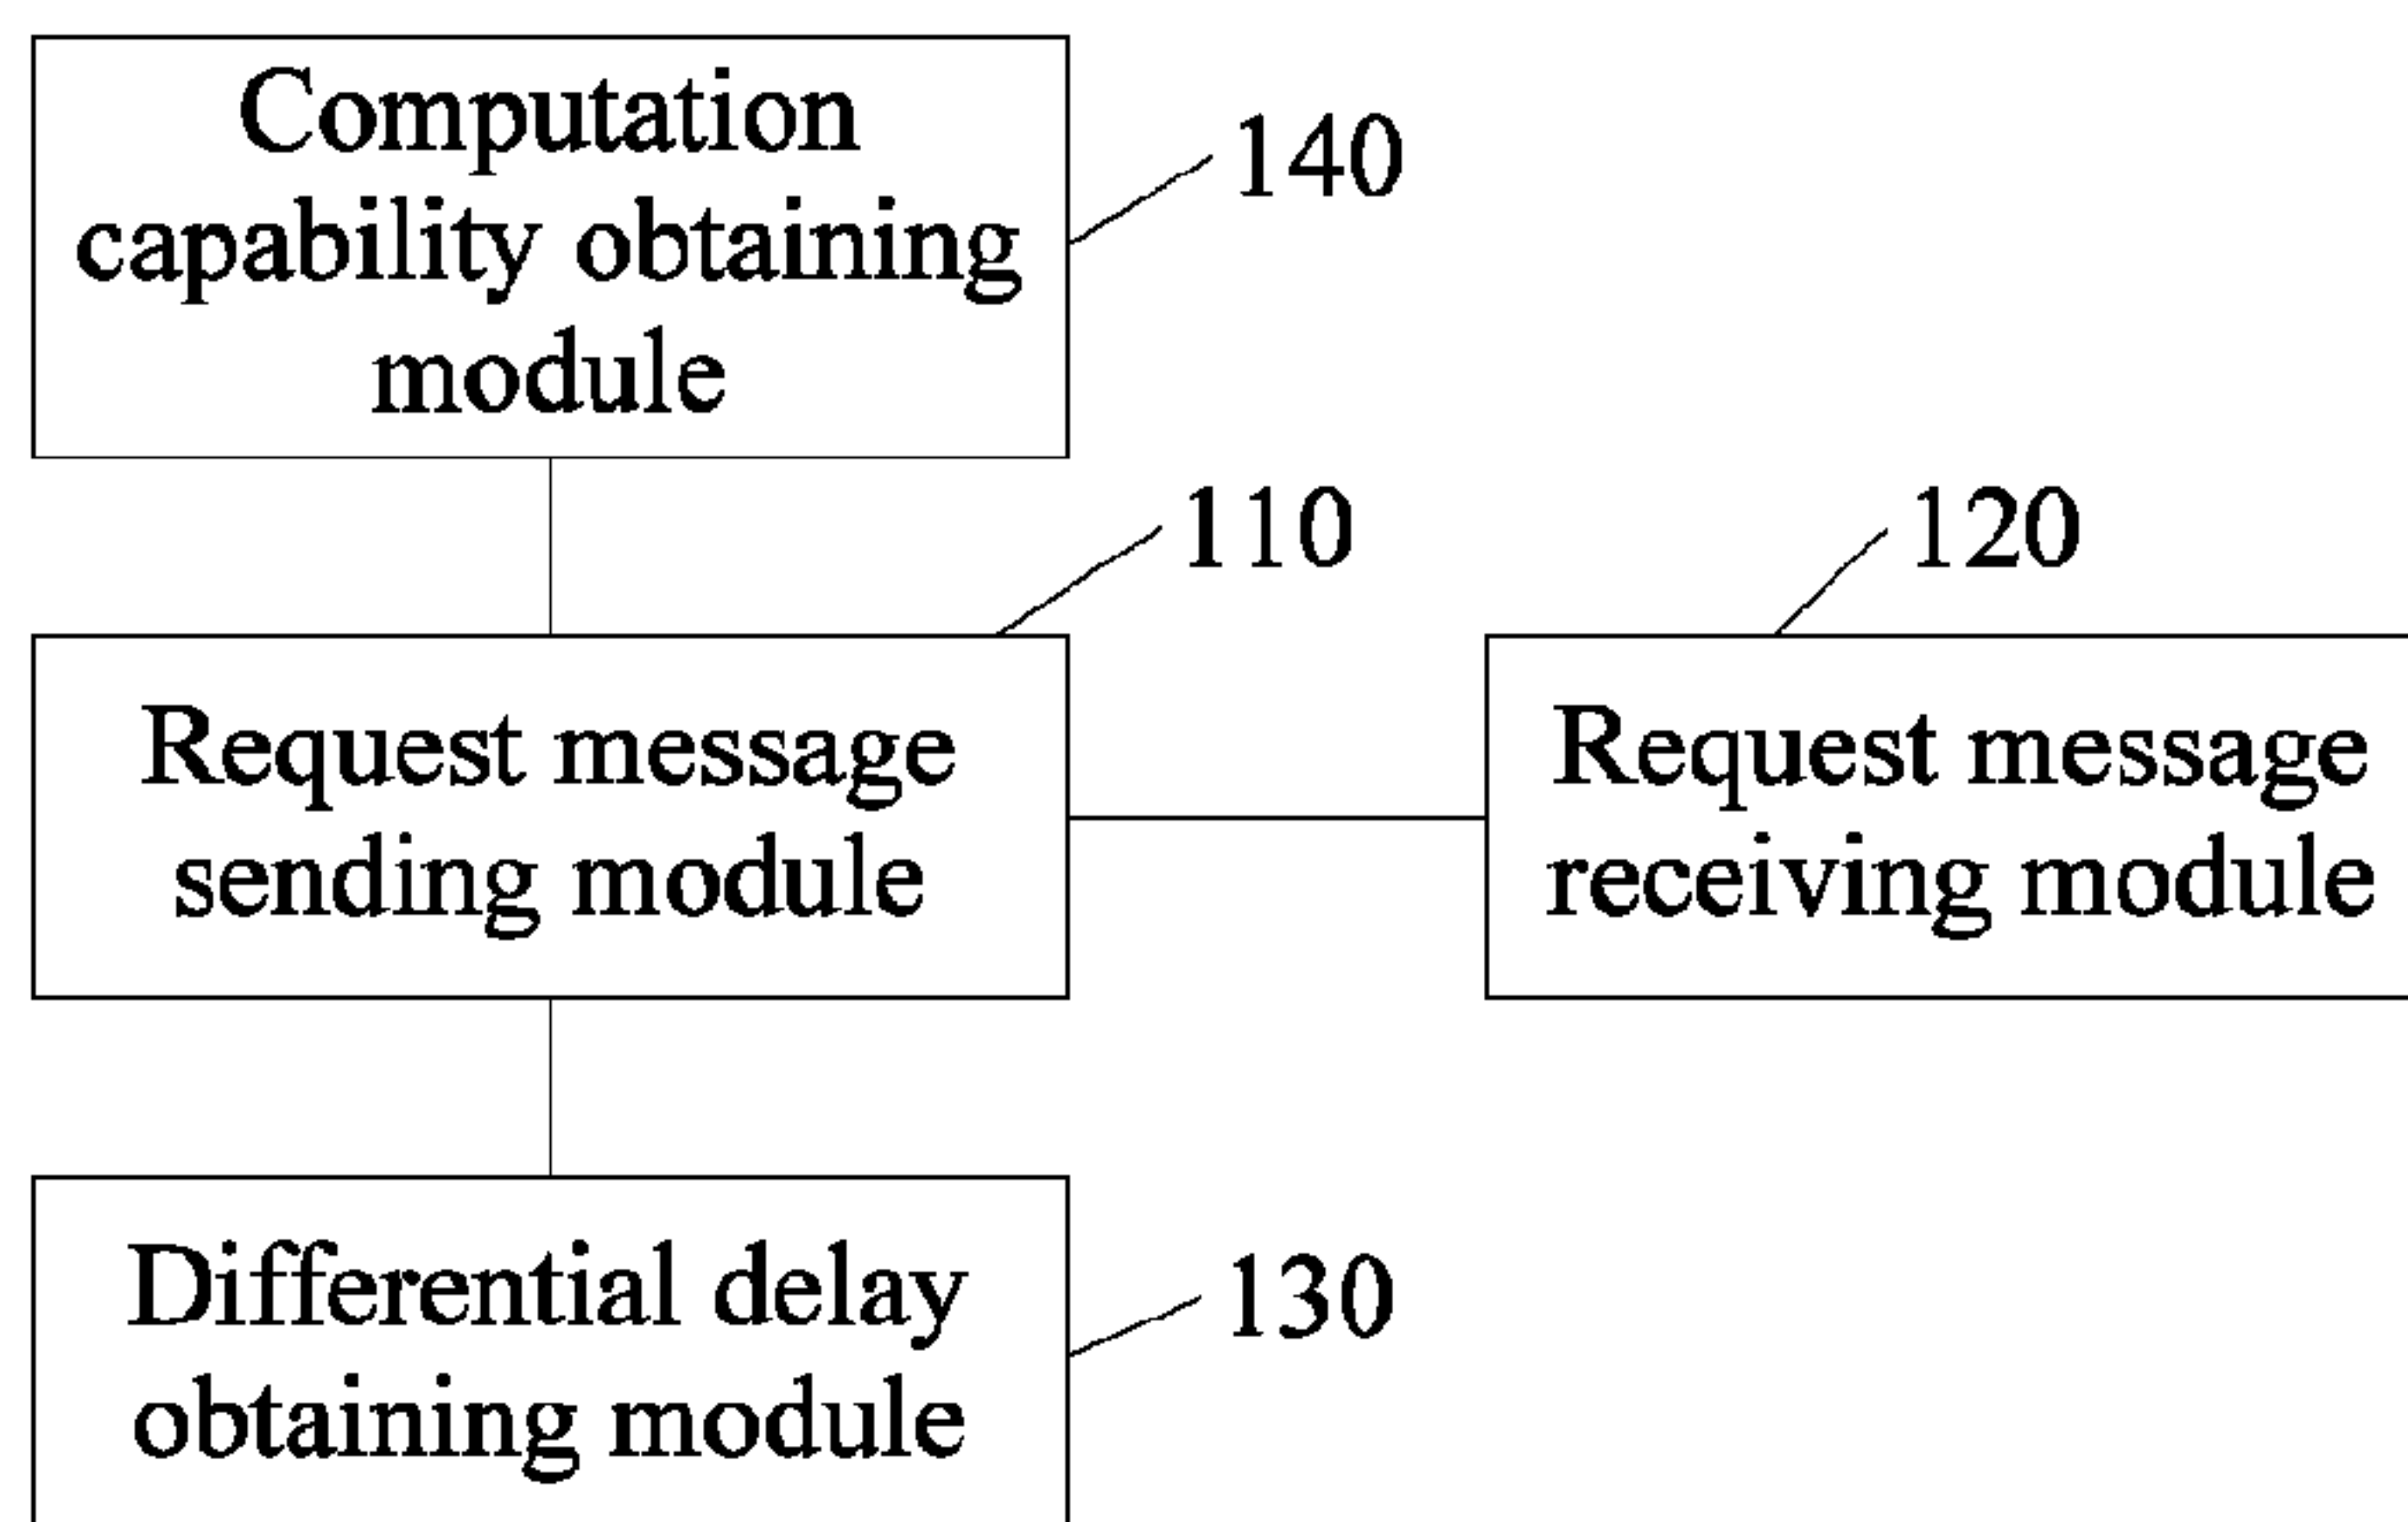 Computation
capability obtaining
module
140
110
120
Request message
sending module
Request message
receiving module
Differential delay
obtaining module
130